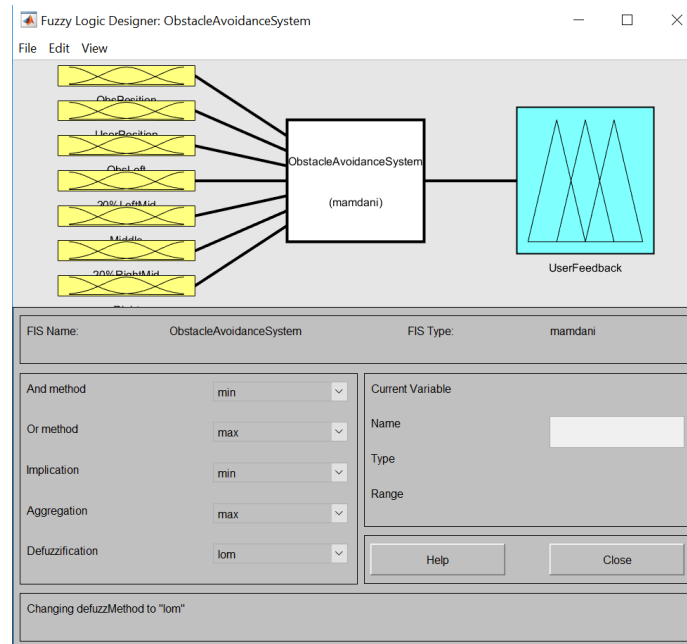 Fuzzy Logic Designer: ObstacleAvoidanceSystem
File Edit View
ObsPosition
UserPosition
ObsLeft
20%LeftMid
Middle
20%RightMid
ObstacleAvoidanceSystem
(mamdani)
UserFeedback
FIS Name: ObstacleAvoidanceSystem FIS Type: mamdani
And method min
Or method max
Implication min
Aggregation max
Defuzzification lom
Current Variable
Name
Type
Range
Help Close
Changing defuzzMethod to "lom"